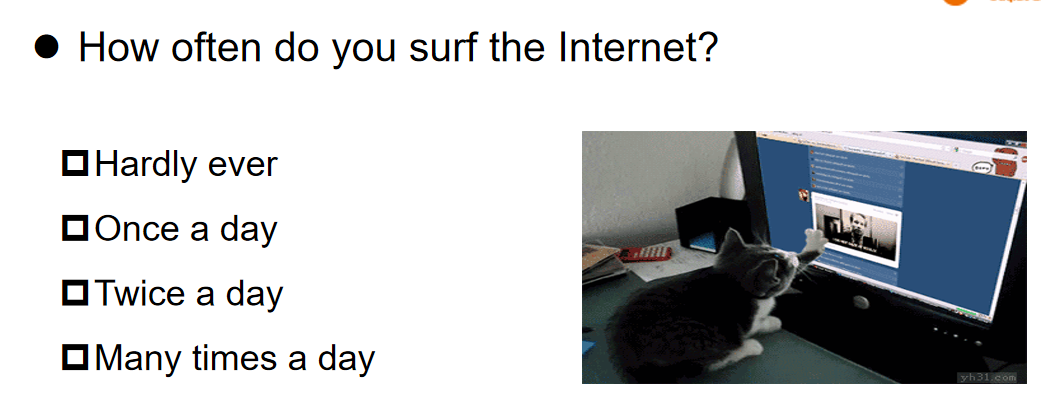 How often do you surf the Internet?
Hardly ever
Once a day
Twice a day
Many times a day
yh31.com